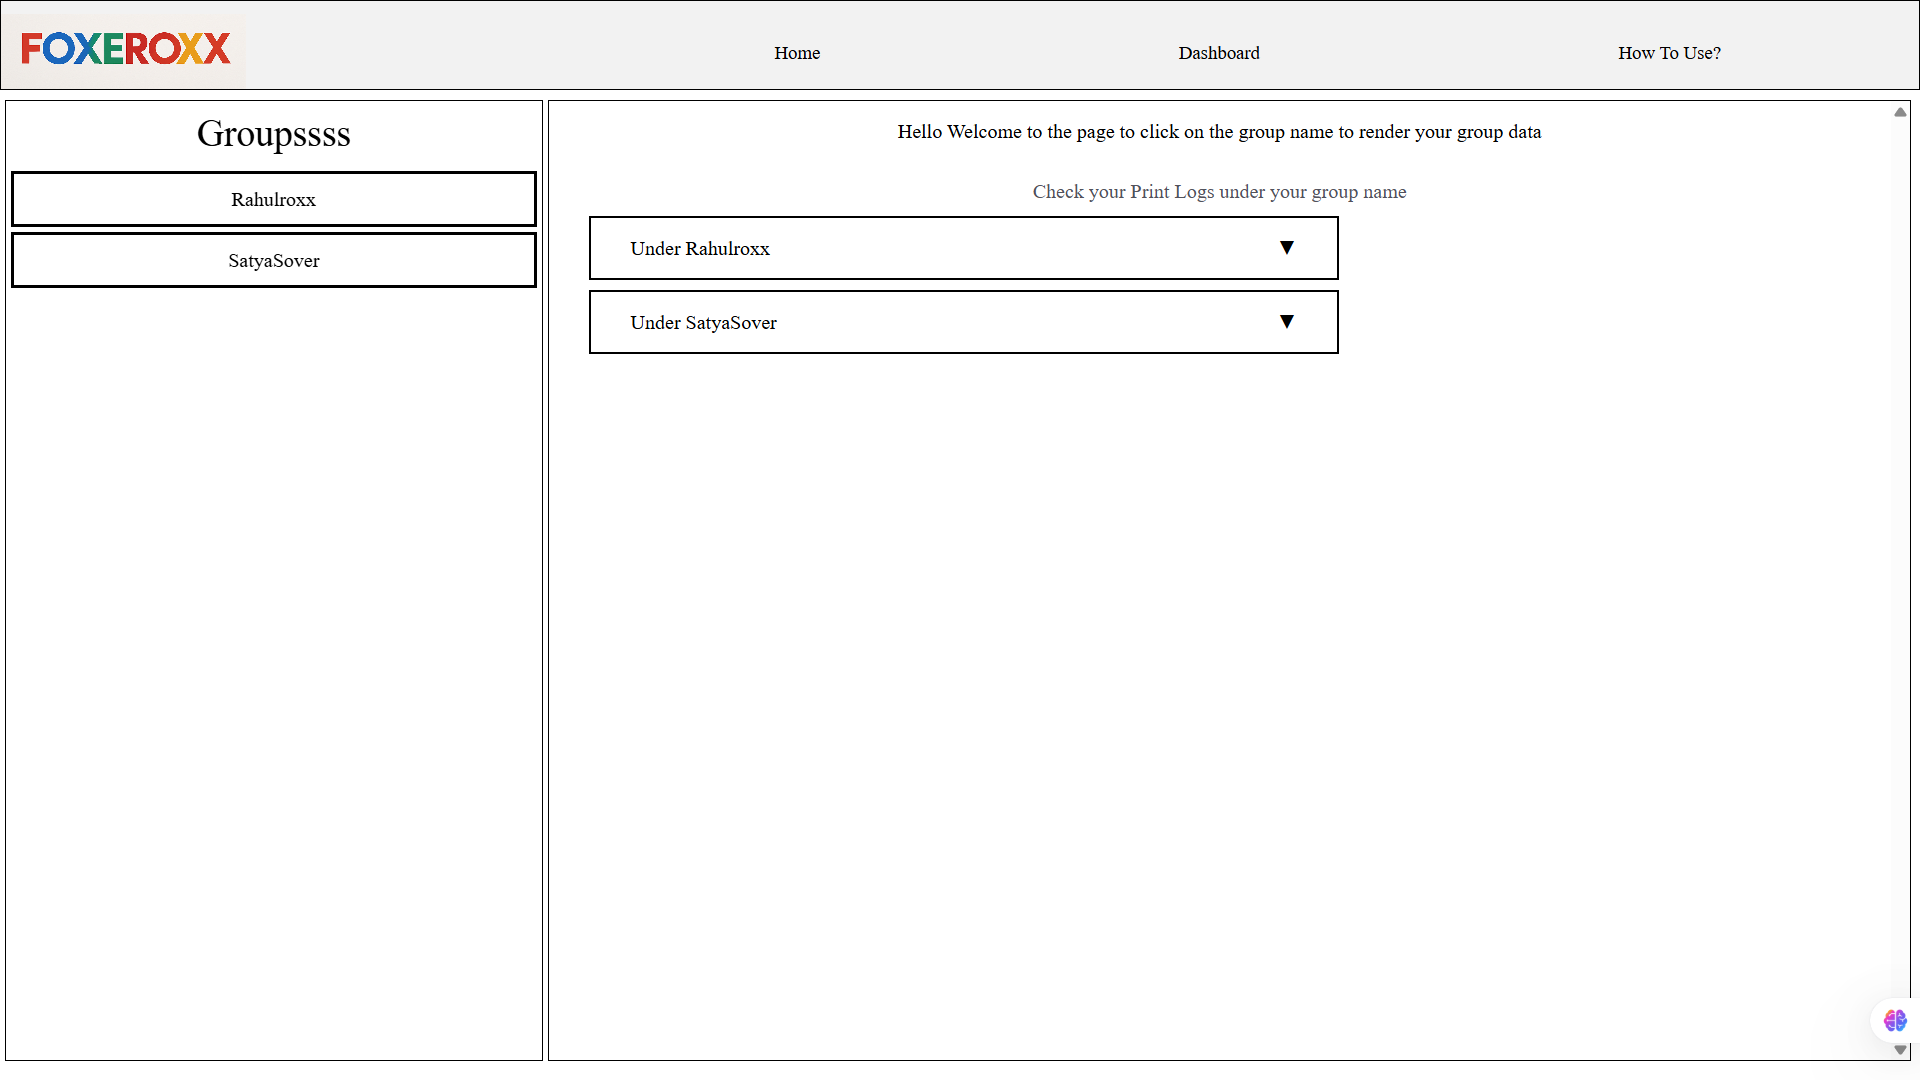 FOXEROXX
Home
Dashboard
How To Use?
Groupssss
Rahulroxx
SatyaSover
Hello Welcome to the page to click on the group name to render your group data
Check your Print Logs under your group name
Under Rahulroxx ▼
Under SatyaSover ▼